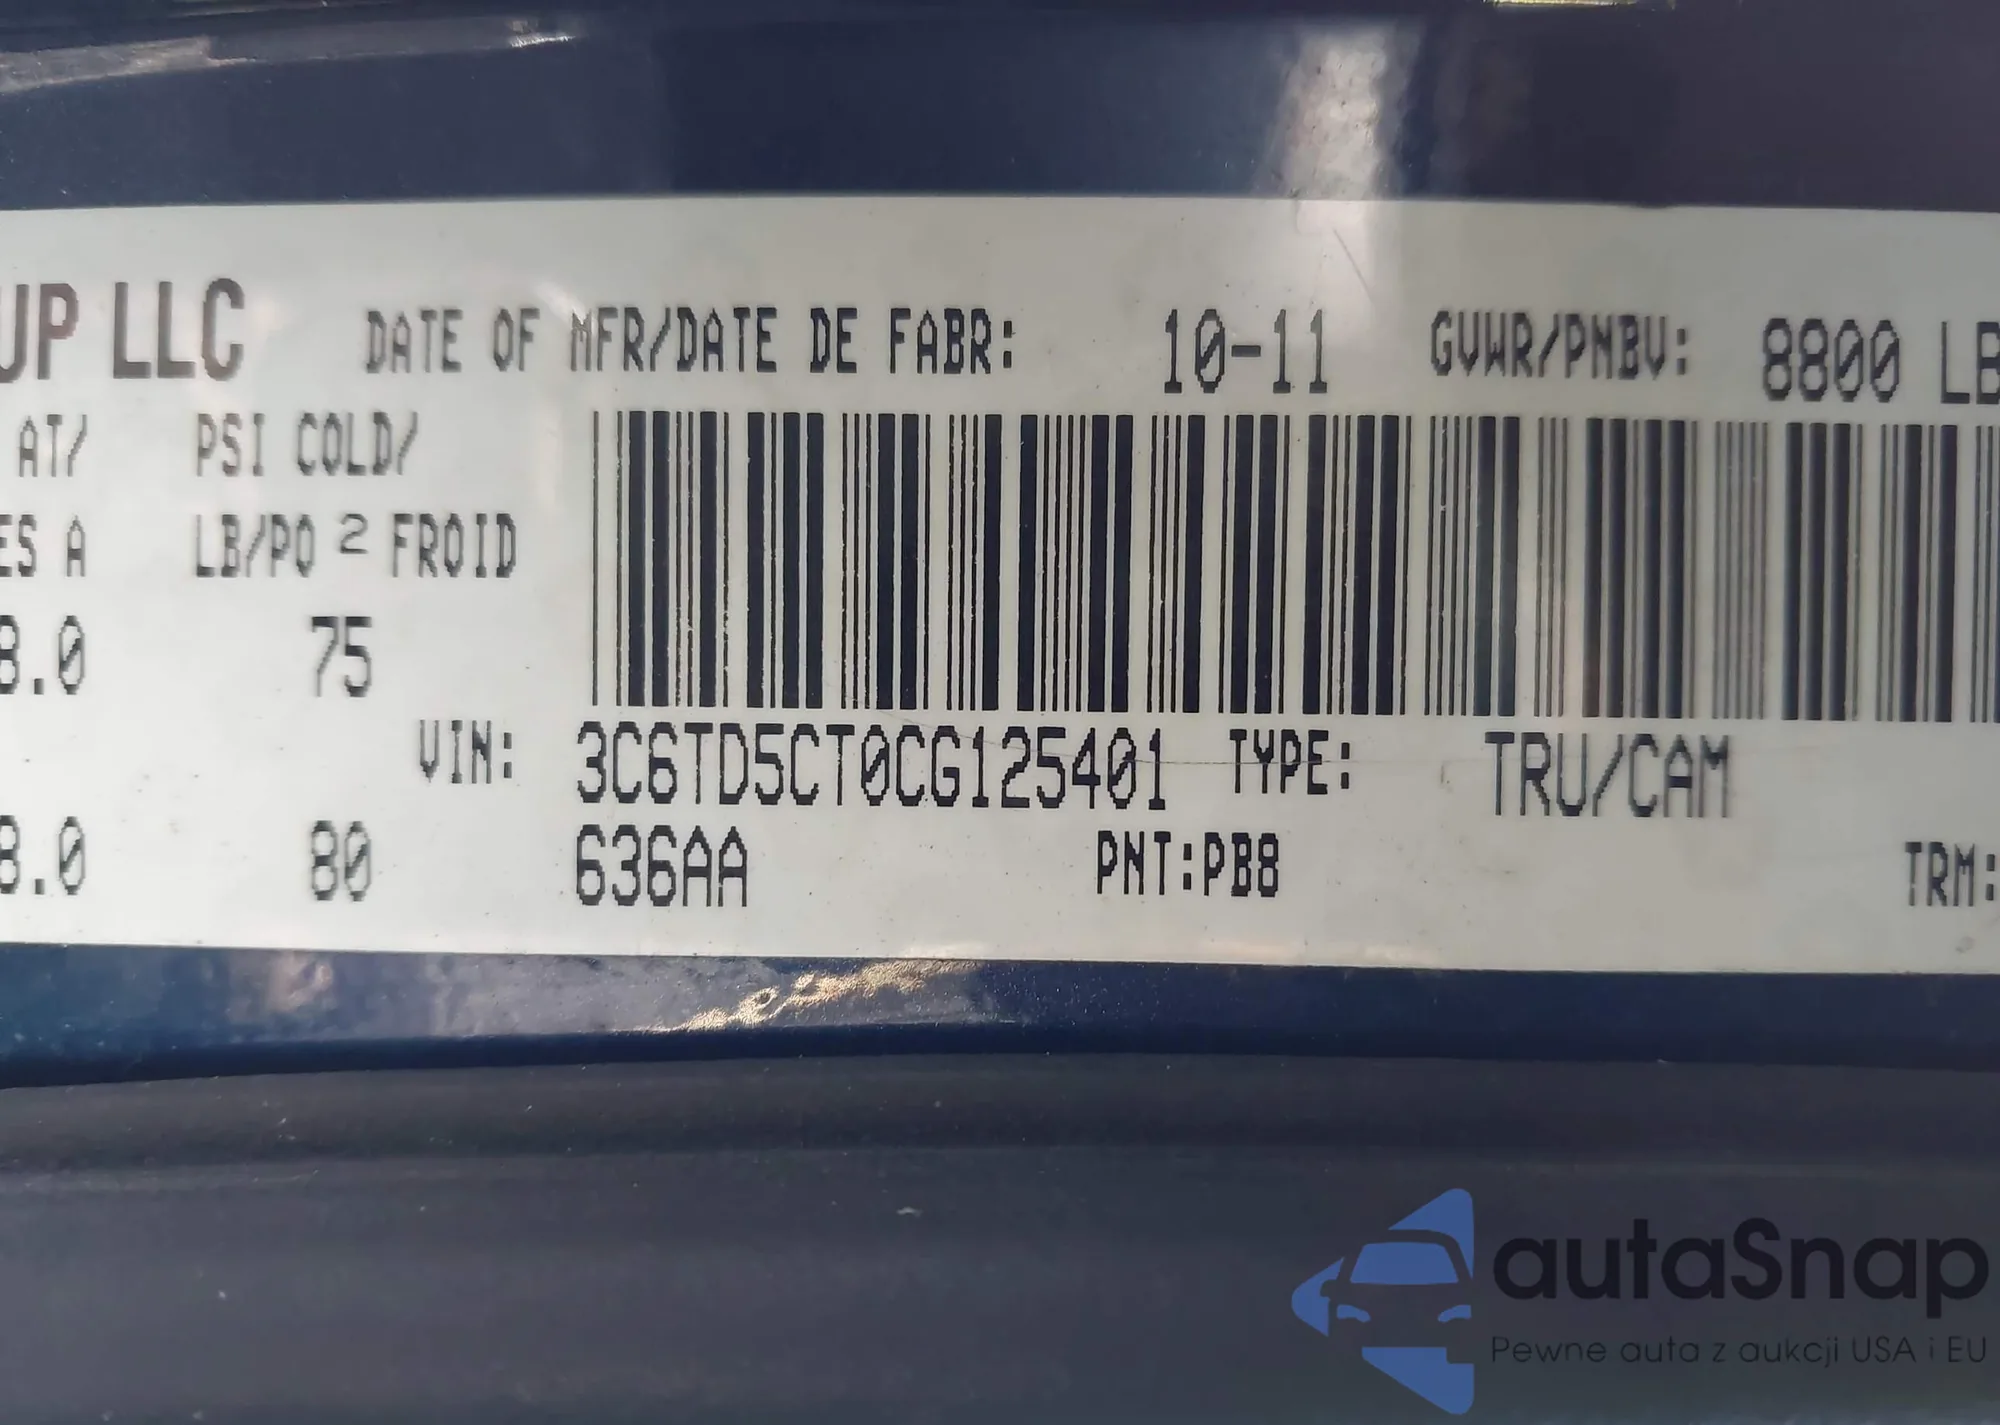 UP LLC DATE OF MFR/DATE DE FABR: 10-11 GVWR/PNBV: 8800 LB
AT/ PSI COLD/
ES A LB/PO 2 FROID
8.0 75
VIN: 3C6TD5CT0CG125401 TYPE: TRU/CAM
8.0 80 636AA PNT:PB8 TRM:
autaSnap
Pewne auta z aukcji USA i EU